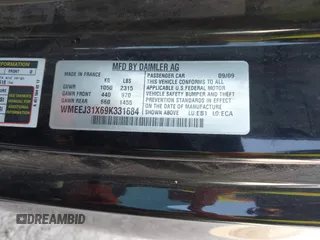 MFD BY DAIMLER AG
MADE IN FRANCE
KG LBS
GVWR 1050 2315
GAWR FRONT 440 970
GAWR REAR 660 1455
PASSENGER CAR 09/09
THIS VEHICLE CONFORMS TO ALL
APPLICABLE U.S. FEDERAL MOTOR
VEHICLE SAFETY, BUMPER, AND THEFT
PREVENTION STANDARDS IN EFFECT
ON THE DATE OF MANUFACTURE
SHOWN ABOVE
WMEEJ31X69K331684
FRONT
DREAMBID